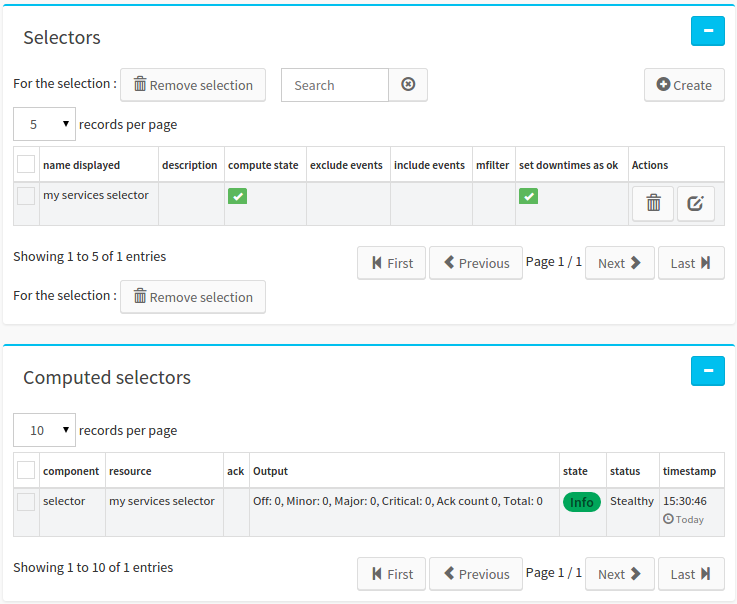 Selectors
For the selection : Remove selection Search Create
5 records per page
name displayed description compute state exclude events include events mfilter set downtimes as ok Actions
my services selector
Showing 1 to 5 of 1 entries First Previous Page 1 / 1 Next Last
For the selection : Remove selection
Computed selectors
10 records per page
component resource ack Output state status timestamp
selector my services selector Off: 0, Minor: 0, Major: 0, Critical: 0, Ack count 0, Total: 0 Info Stealthy 15:30:46
Today
Showing 1 to 10 of 1 entries First Previous Page 1 / 1 Next Last